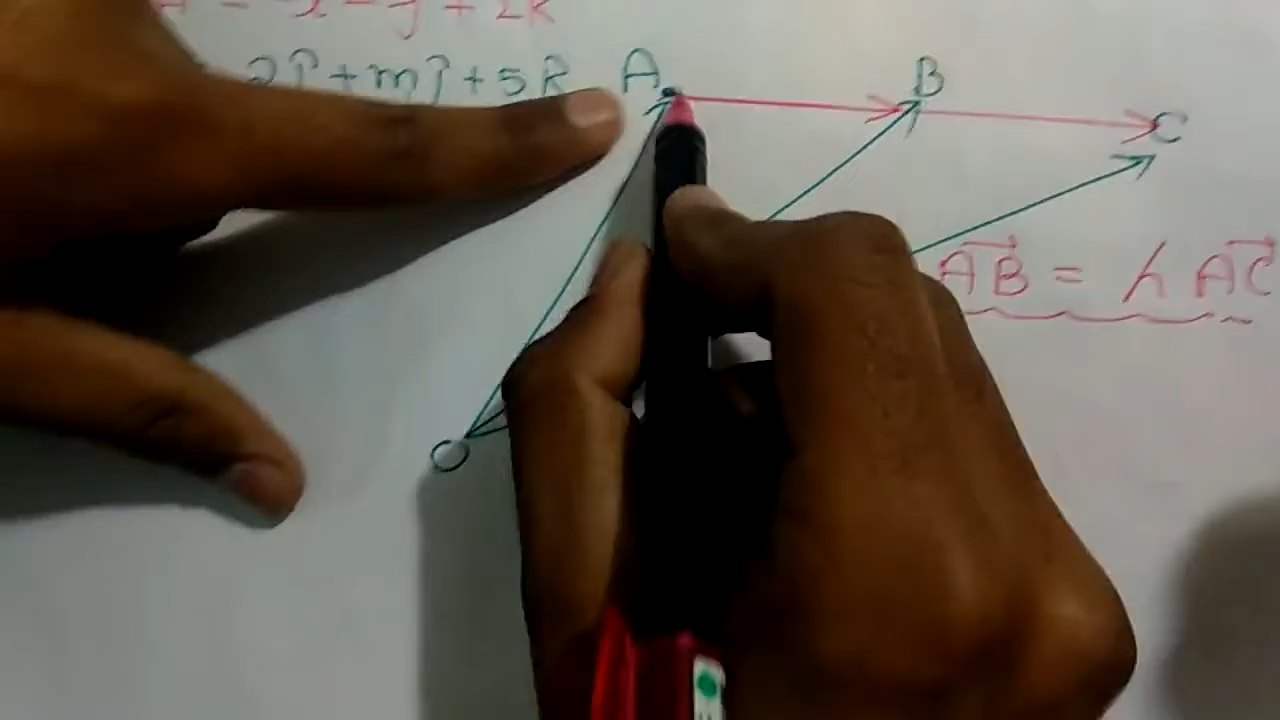 2î + mĵ + 5k̂
A
B
C
AB⃗ = λ AC⃗
O